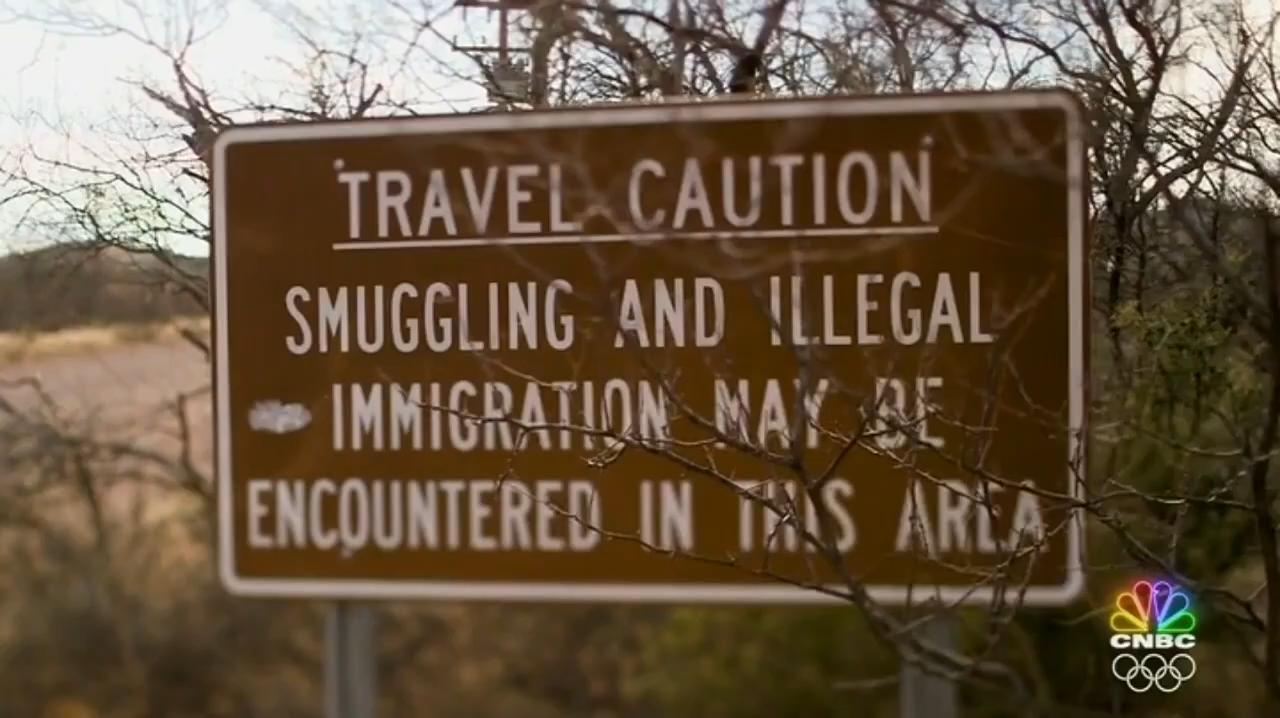 TRAVEL CAUTION
SMUGGLING AND ILLEGAL
IMMIGRATION MAY BE
ENCOUNTERED IN THIS AREA
CNBC